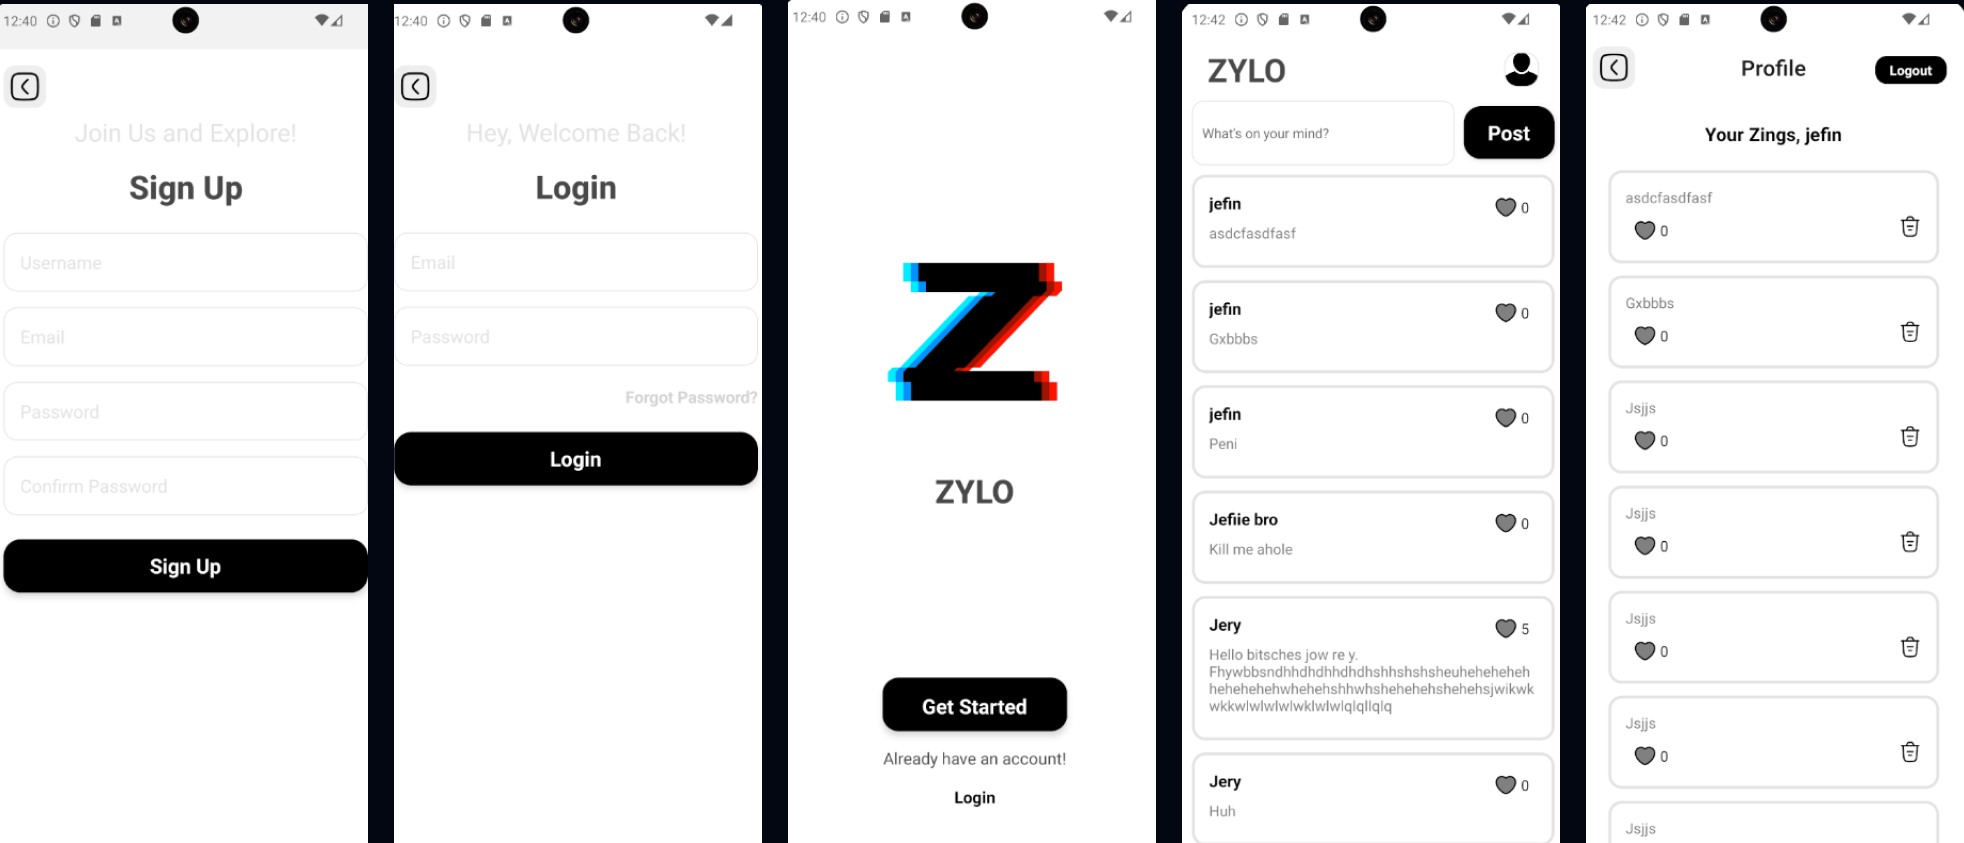 12:40
Join Us and Explore!
Sign Up
Username
Email
Password
Confirm Password
Sign Up
12:40
Hey, Welcome Back!
Login
Email
Password
Forgot Password?
Login
12:40
Z
ZYLO
Get Started
Already have an account!
Login
12:42
ZYLO
What's on your mind?
Post
jefin
0
asdcfasdfasf
jefin
0
Gxbbbs
jefin
0
Peni
Jefiie bro
0
Kill me ahole
Jery
5
Hello bitsches jow re y.
Fhywbbsndhhdhdhhdhdhshhshshsheuheheheheh
hehehehehwhehehshhwhshehehehshehehsjwikwk
wkkwlwlwlwlwklwlwlqlqllqlq
Jery
0
Huh
12:42
Profile
Logout
Your Zings, jefin
asdcfasdfasf
0
Gxbbbs
0
Jsjjs
0
Jsjjs
0
Jsjjs
0
Jsjjs
0
Jsjjs